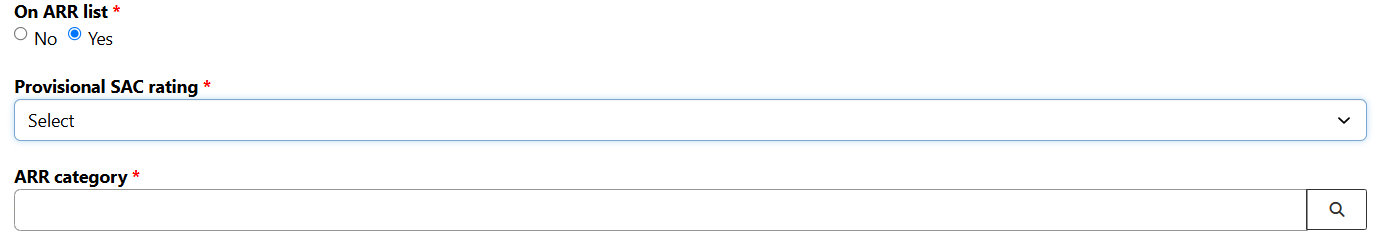 On ARR list *
No Yes
Provisional SAC rating *
Select
ARR category *